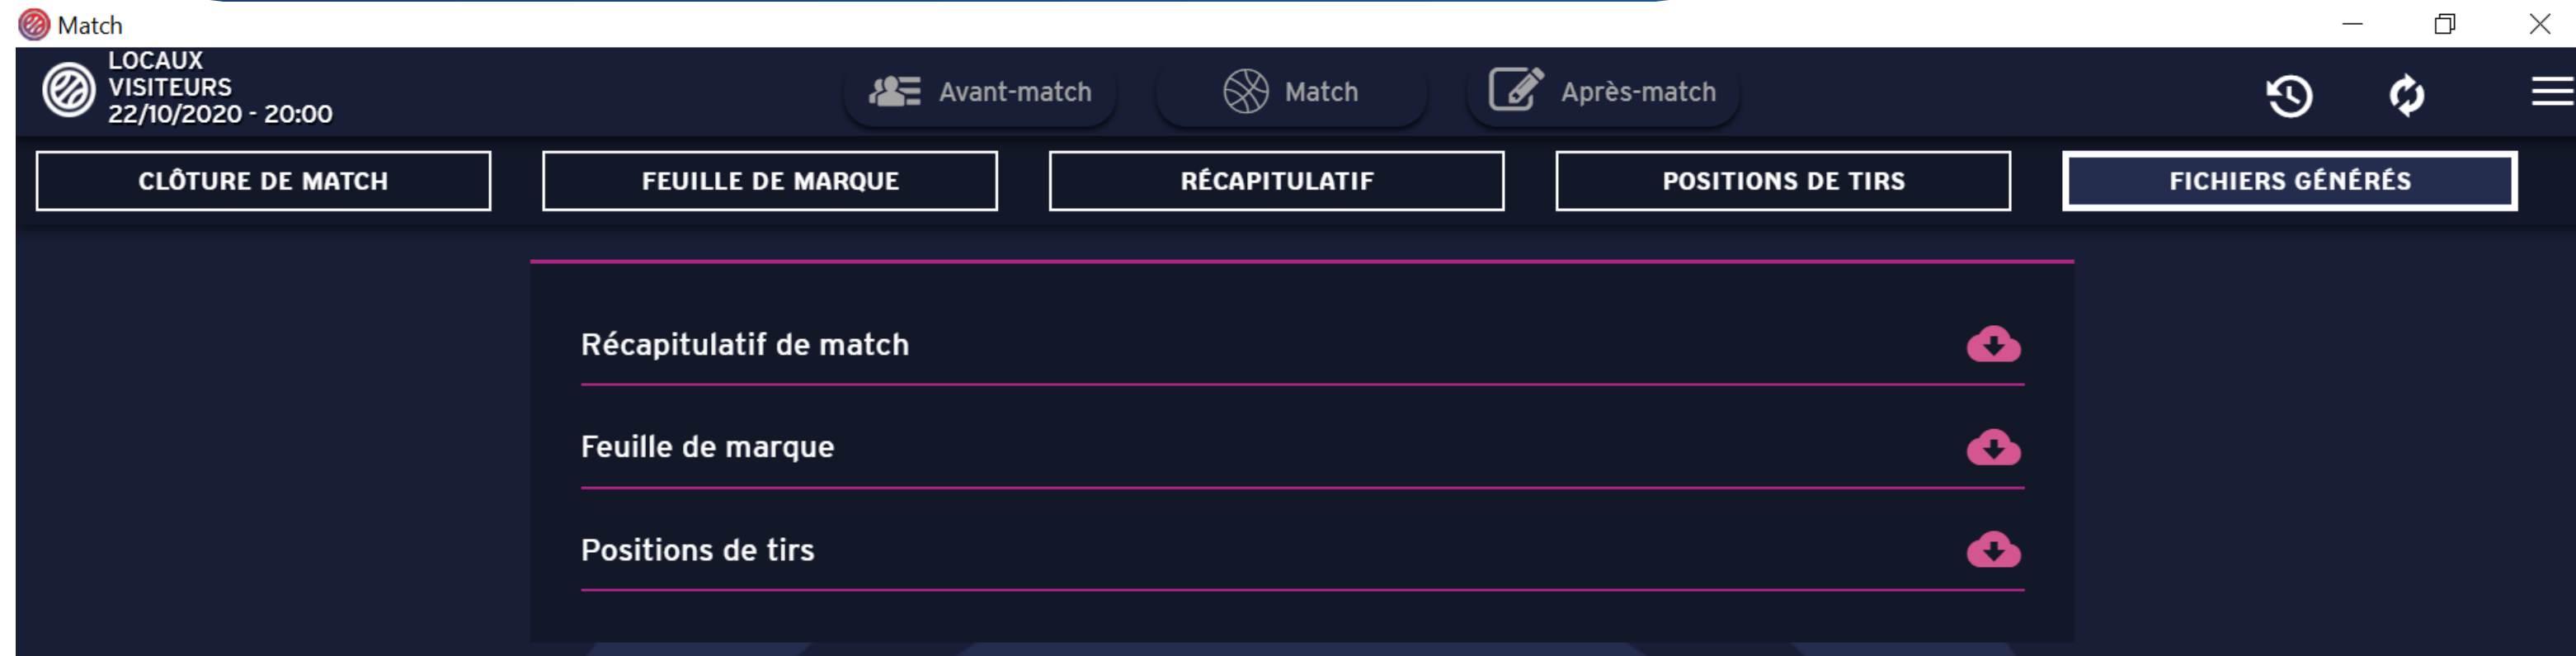 Match
LOCAUX
VISITEURS
22/10/2020 - 20:00
Avant-match
Match
Après-match
CLÔTURE DE MATCH
FEUILLE DE MARQUE
RÉCAPITULATIF
POSITIONS DE TIRS
FICHIERS GÉNÉRÉS
Récapitulatif de match
Feuille de marque
Positions de tirs